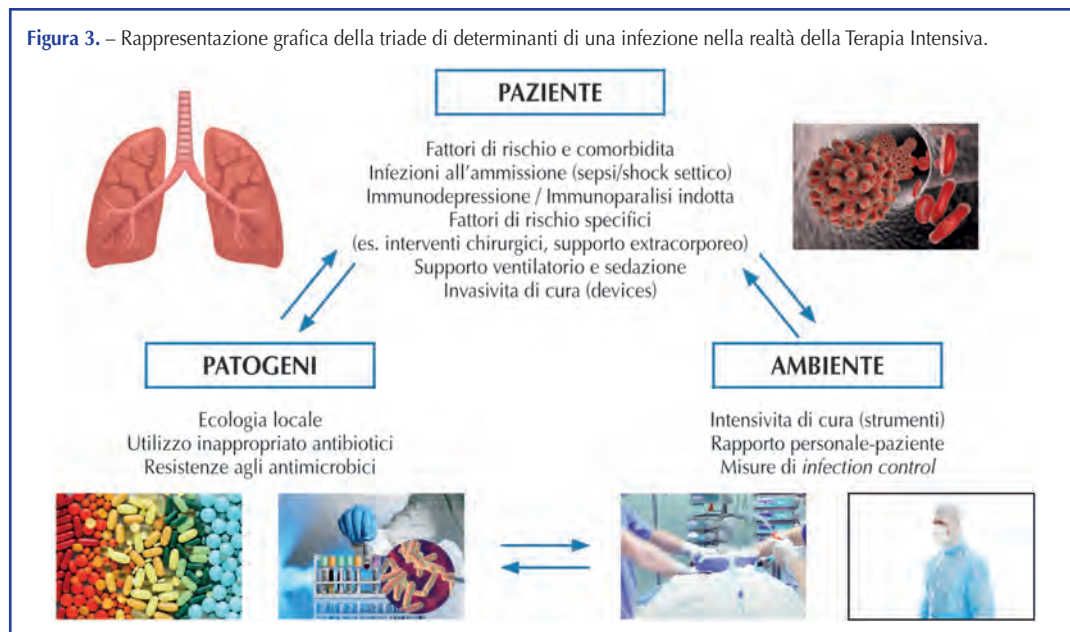 Figura 3. – Rappresentazione grafica della triade di determinanti di una infezione nella realtà della Terapia Intensiva.
PAZIENTE
Fattori di rischio e comorbidita
Infezioni all'ammissione (sepsi/shock settico)
Immunodepressione / Immunoparalisi indotta
Fattori di rischio specifici
(es. interventi chirurgici, supporto extracorporeo)
Supporto ventilatorio e sedazione
Invasivita di cura (devices)
PATOGENI
Ecologia locale
Utilizzo inappropriato antibiotici
Resistenze agli antimicrobici
AMBIENTE
Intensivita di cura (strumenti)
Rapporto personale-paziente
Misure di infection control